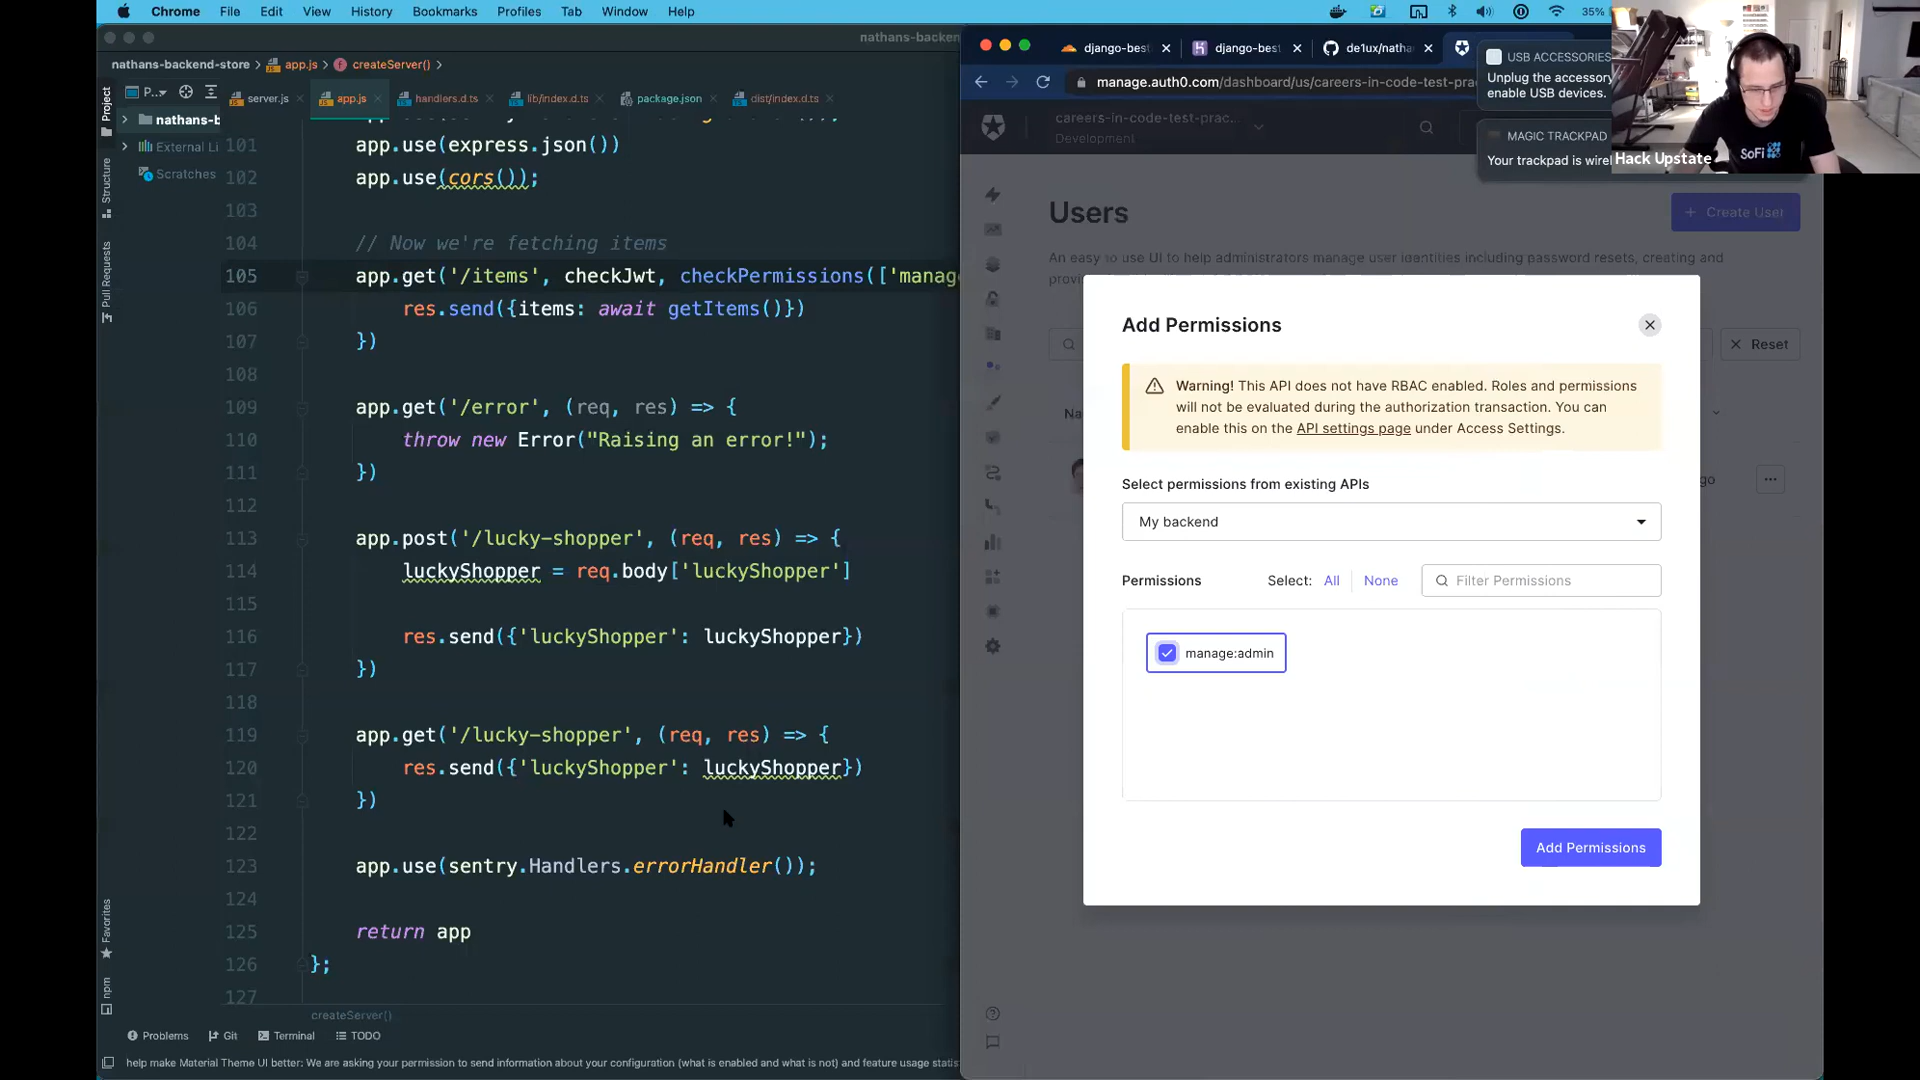 Chrome File Edit View History Bookmarks Profiles Tab Window Help
35%
nathans-backen
nathans-backend-store > app.js > createServer()
server.js
app.js
handlers.d.ts
lib/index.d.ts
package.json
dist/index.d.ts
Project
Structure
Pull Requests
Favorites
npm
P...
nathans-b
External Li
Scratches
101 app.use(express.json())
102 app.use(cors());
103
104 // Now we're fetching items
105 app.get('/items', checkJwt, checkPermissions(['manag
106 res.send({items: await getItems()})
107 })
108
109 app.get('/error', (req, res) => {
110 throw new Error("Raising an error!");
111 })
112
113 app.post('/lucky-shopper', (req, res) => {
114 luckyShopper = req.body['luckyShopper']
115
116 res.send({'luckyShopper': luckyShopper})
117 })
118
119 app.get('/lucky-shopper', (req, res) => {
120 res.send({'luckyShopper': luckyShopper})
121 })
122
123 app.use(sentry.Handlers.errorHandler());
124
125 return app
126 };
127
createServer()
Problems Git Terminal TODO
help make Material Theme UI better: We are asking your permission to send information about your configuration (what is enabled and what is not) and feature usage statis
django-best
django-best
de1ux/natha
manage.auth0.com/dashboard/us/careers-in-code-test-pra
careers-in-code-test-prac...
Development
USB ACCESSORIES
Unplug the accessory
enable USB devices.
MAGIC TRACKPAD
Your trackpad is wirel
Hack Upstate
SoFi
Users
+ Create User
An easy to use UI to help administrators manage user identities including password resets, creating and
Reset
Add Permissions
Warning! This API does not have RBAC enabled. Roles and permissions
will not be evaluated during the authorization transaction. You can
enable this on the API settings page under Access Settings.
Select permissions from existing APIs
My backend
Permissions
Select: All None
Filter Permissions
manage:admin
Add Permissions